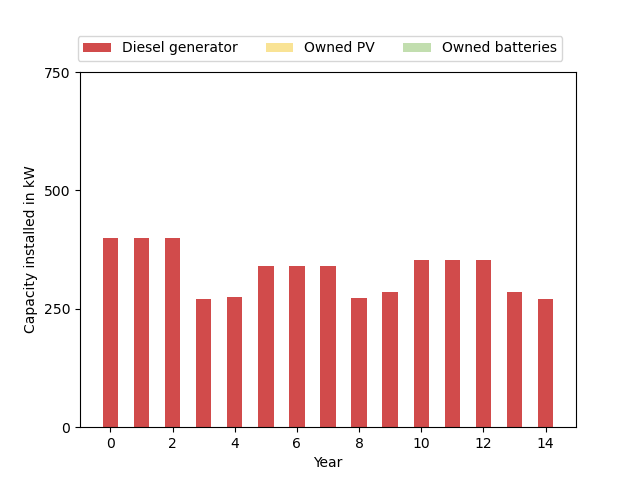 Diesel generator Owned PV Owned batteries
750
500
250
0
Capacity installed in kW
0 2 4 6 8 10 12 14
Year